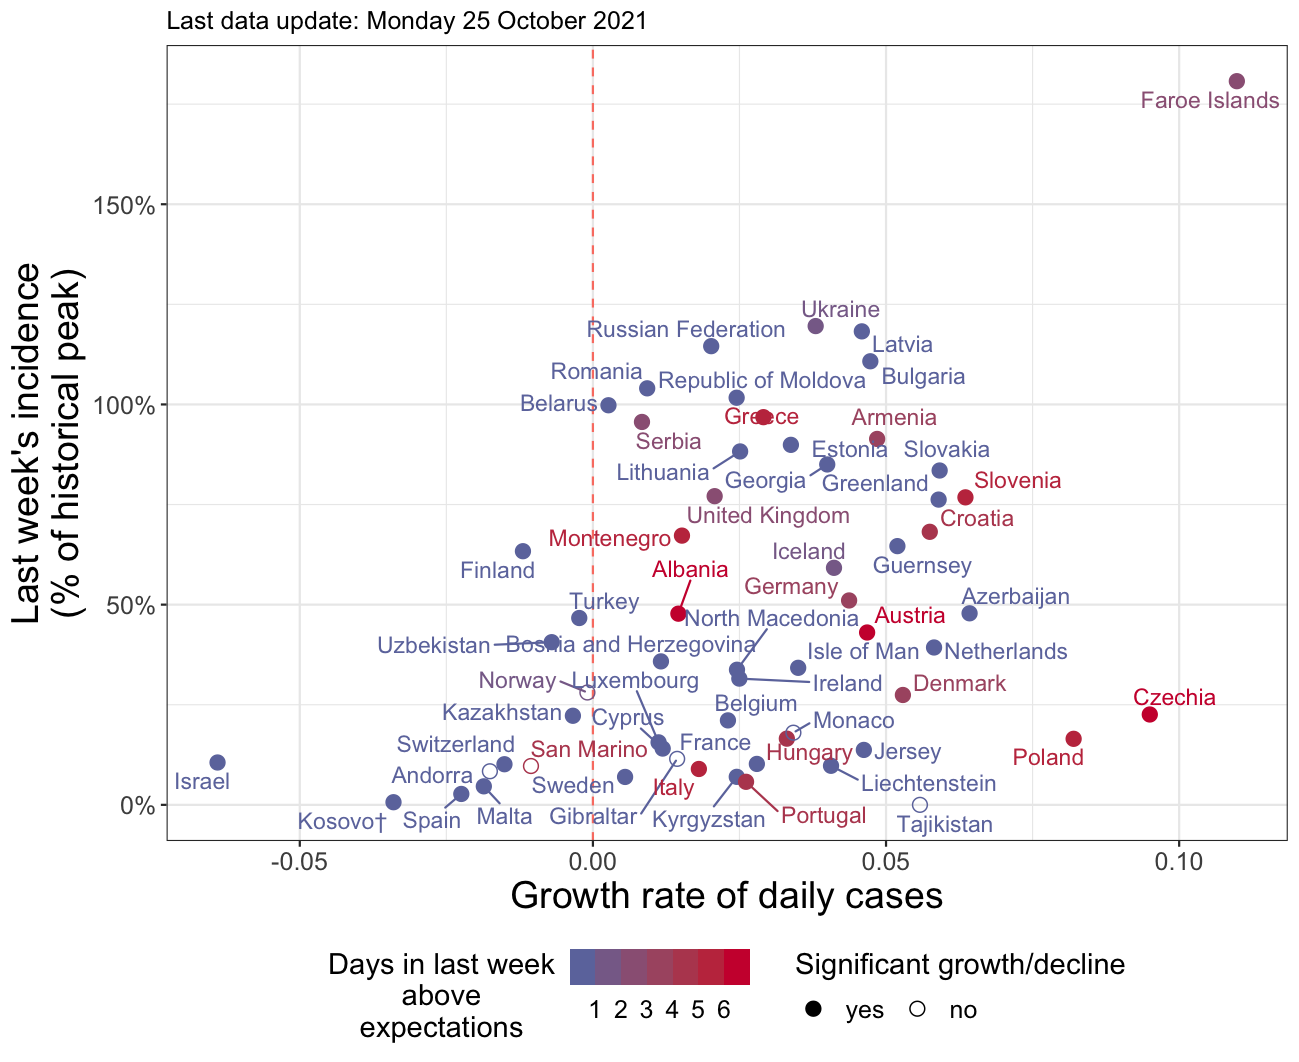 Last data update: Monday 25 October 2021
Last week's incidence
(% of historical peak)
150%
100%
50%
0%
Faroe Islands
Ukraine
Russian Federation
Latvia
Romania
Republic of Moldova
Bulgaria
Belarus
Greece
Armenia
Serbia
Estonia
Slovakia
Lithuania
Georgia
Greenland
Slovenia
United Kingdom
Croatia
Montenegro
Iceland
Guernsey
Finland
Albania
Germany
Azerbaijan
Turkey
North Macedonia
Austria
Uzbekistan
Bosnia and Herzegovina
Isle of Man
Netherlands
Norway
Luxembourg
Ireland
Denmark
Czechia
Kazakhstan
Cyprus
Belgium
Monaco
Switzerland
San Marino
France
Hungary
Jersey
Poland
Israel
Andorra
Sweden
Italy
Liechtenstein
Kosovo†
Spain
Malta
Gibraltar
Kyrgyzstan
Portugal
Tajikistan
-0.05
0.00
0.05
0.10
Growth rate of daily cases
Days in last week
above
expectations
1 2 3 4 5 6
Significant growth/decline
yes
no